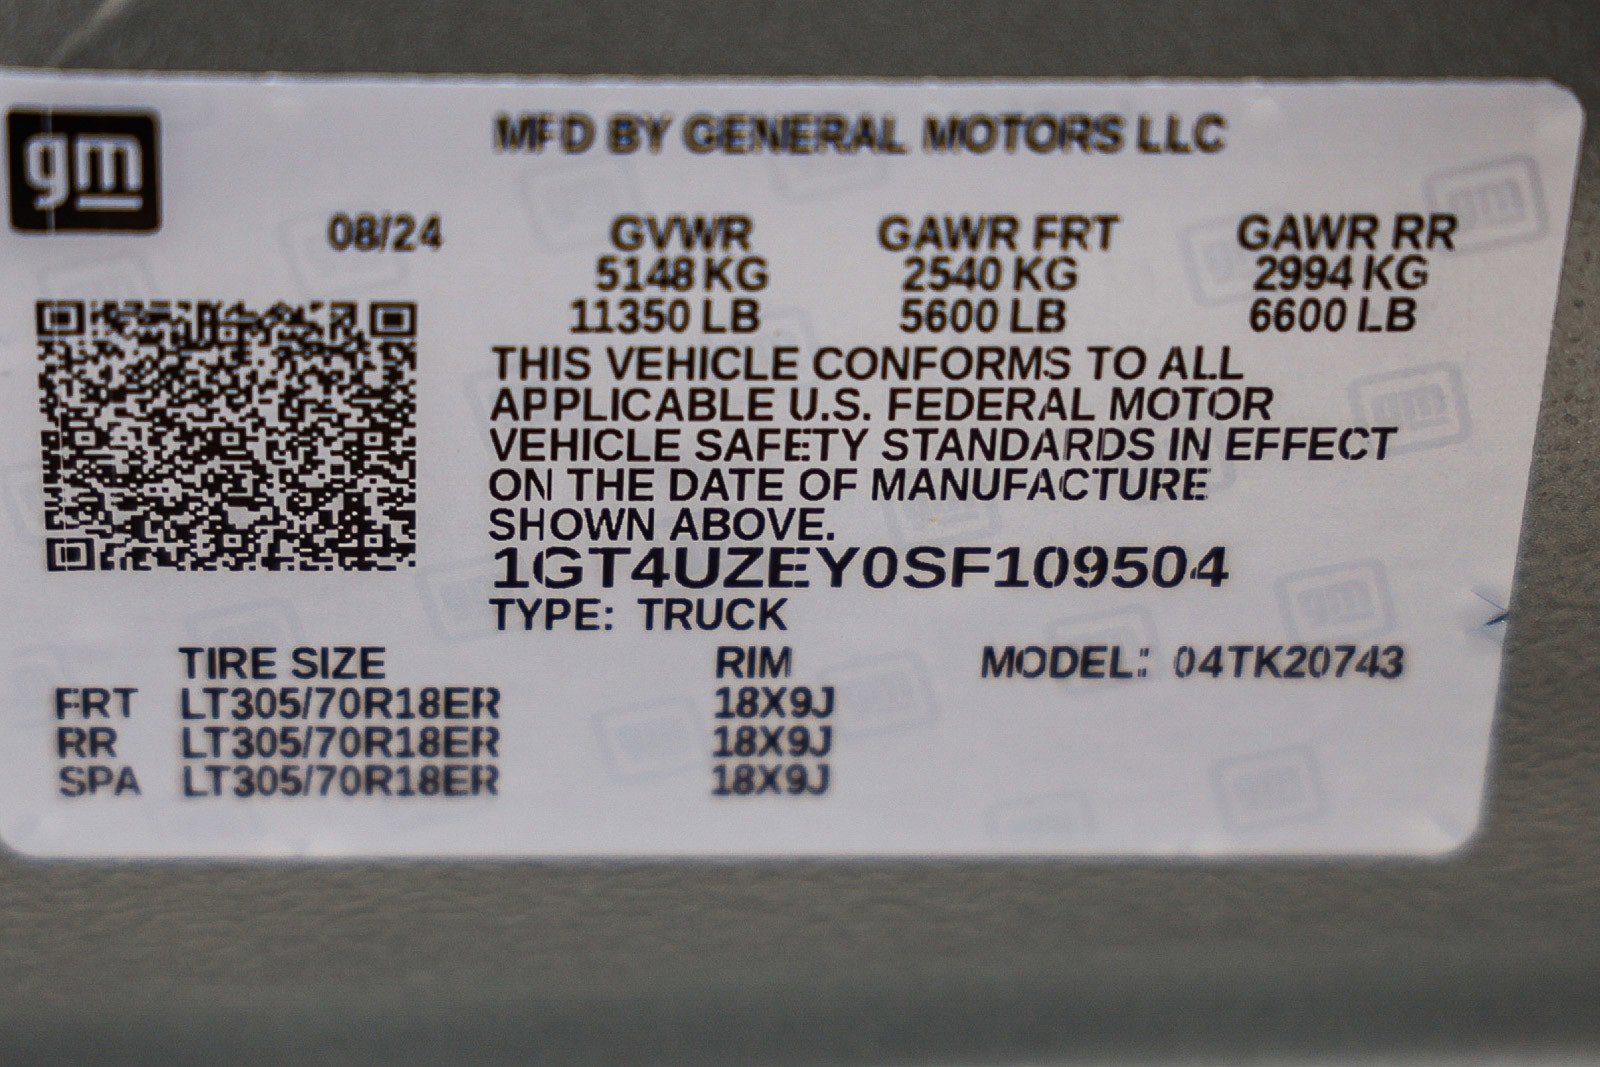 gm
MFD BY GENERAL MOTORS LLC
08/24 GVWR GAWR FRT GAWR RR
5148 KG 2540 KG 2994 KG
11350 LB 5600 LB 6600 LB
THIS VEHICLE CONFORMS TO ALL
APPLICABLE U.S. FEDERAL MOTOR
VEHICLE SAFETY STANDARDS IN EFFECT
ON THE DATE OF MANUFACTURE
SHOWN ABOVE.
1GT4UZEY0SF109504
TYPE: TRUCK
TIRE SIZE RIM MODEL: 04TK20743
FRT LT305/70R18ER 18X9J
RR LT305/70R18ER 18X9J
SPA LT305/70R18ER 18X9J